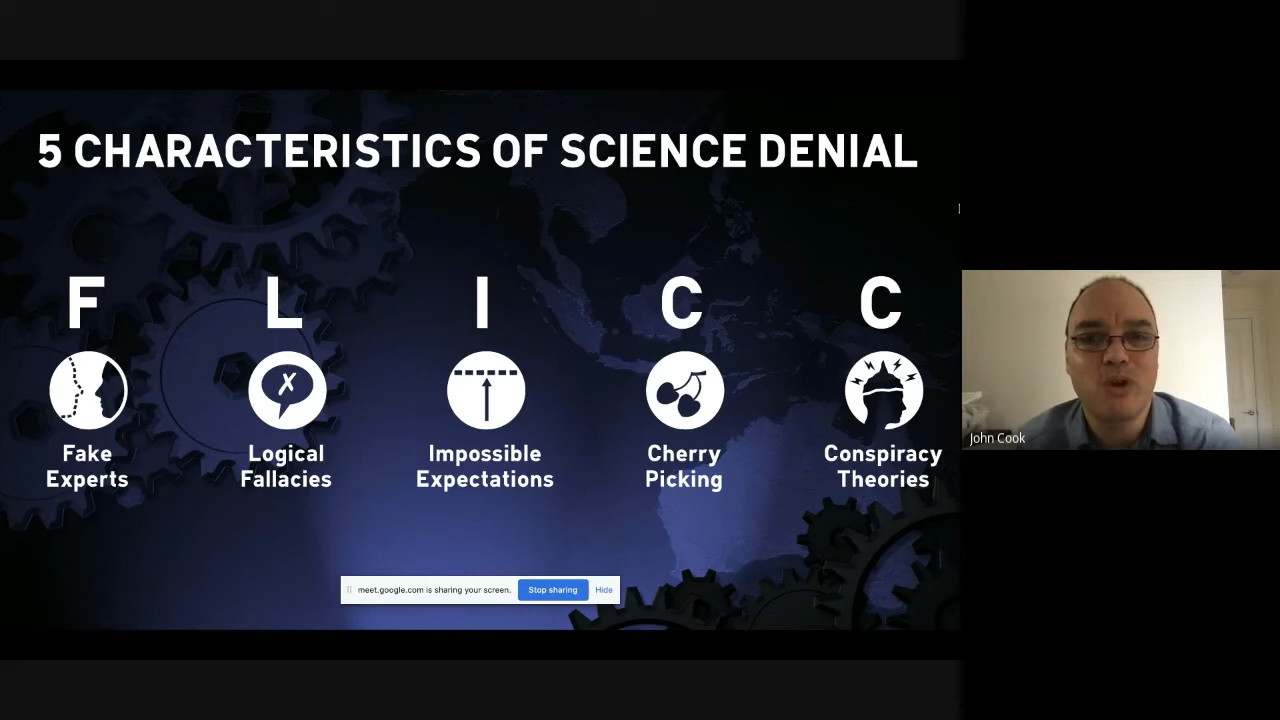 5 CHARACTERISTICS OF SCIENCE DENIAL
F L I C C
Fake Experts
Logical Fallacies
Impossible Expectations
Cherry Picking
Conspiracy Theories
meet.google.com is sharing your screen. Stop sharing Hide
John Cook